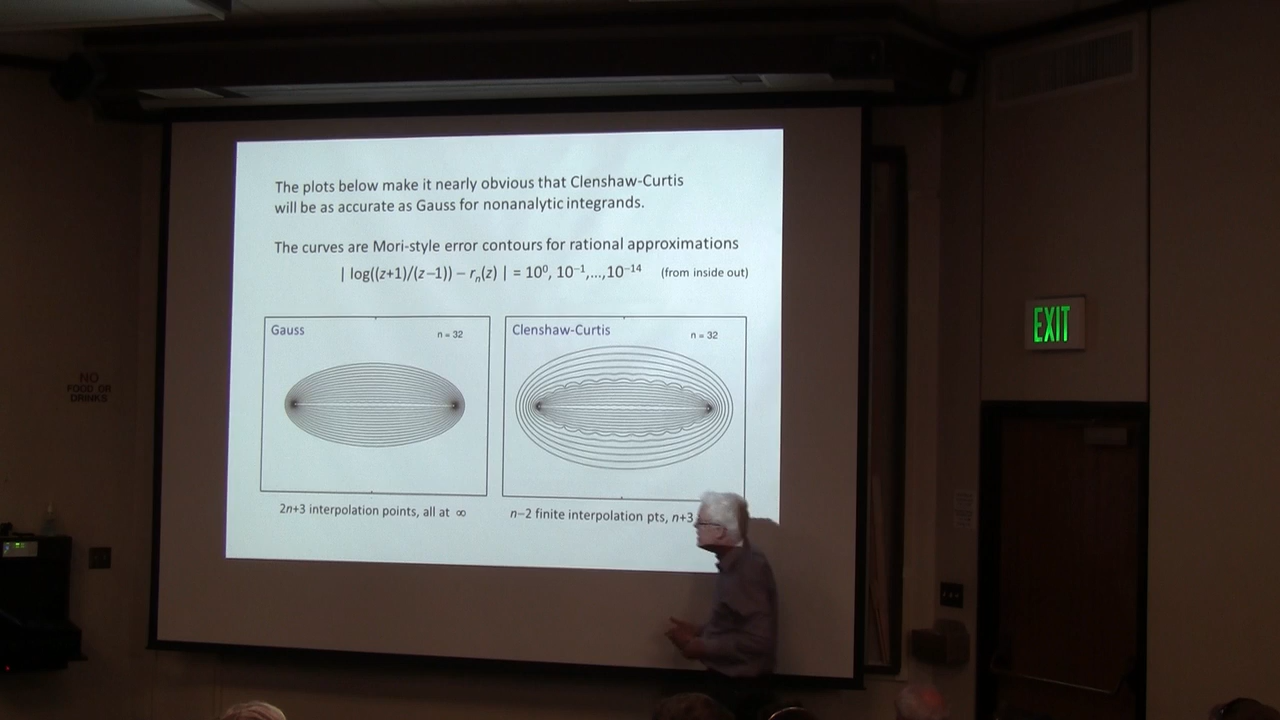 The plots below make it nearly obvious that Clenshaw-Curtis
will be as accurate as Gauss for nonanalytic integrands.
The curves are Mori-style error contours for rational approximations
| log((z+1)/(z−1)) − rₙ(z) | = 10⁰, 10⁻¹,...,10⁻¹⁴ (from inside out)
Gauss
n = 32
Clenshaw-Curtis
n = 32
2n+3 interpolation points, all at ∞
n−2 finite interpolation pts, n+3
EXIT
NO
FOOD OR
DRINKS